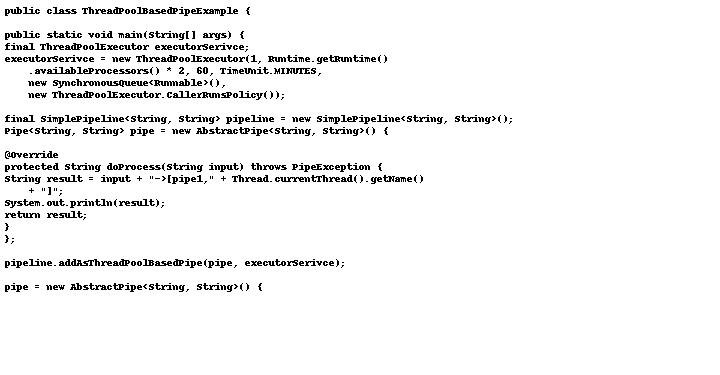 public class ThreadPoolBasedPipeExample {
public static void main(String[] args) {
final ThreadPoolExecutor executorSerivce;
executorSerivce = new ThreadPoolExecutor(1, Runtime.getRuntime()
.availableProcessors() * 2, 60, TimeUnit.MINUTES,
new SynchronousQueue<Runnable>(),
new ThreadPoolExecutor.CallerRunsPolicy());
final SimplePipeline<String, String> pipeline = new SimplePipeline<String, String>();
Pipe<String, String> pipe = new AbstractPipe<String, String>() {
@Override
protected String doProcess(String input) throws PipeException {
String result = input + "->[pipe1," + Thread.currentThread().getName()
+ "]";
System.out.println(result);
return result;
}
};
pipeline.addAsThreadPoolBasedPipe(pipe, executorSerivce);
pipe = new AbstractPipe<String, String>() {